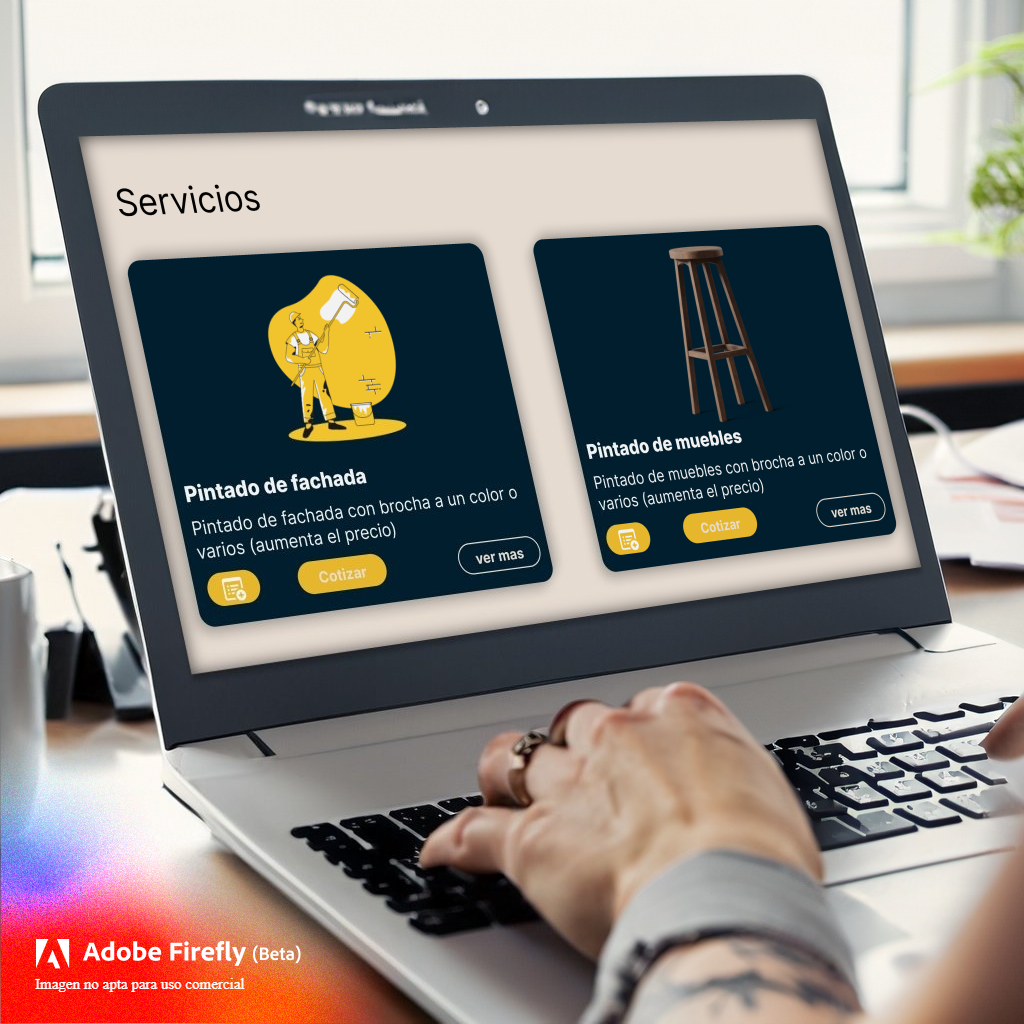 Servicios
Pintado de fachada
Pintado de fachada con brocha a un color o
varios (aumenta el precio)
Cotizar
ver mas
Pintado de muebles
Pintado de muebles con brocha a un color o
varios (aumenta el precio)
Cotizar
ver mas
Adobe Firefly (Beta)
Imagen no apta para uso comercial